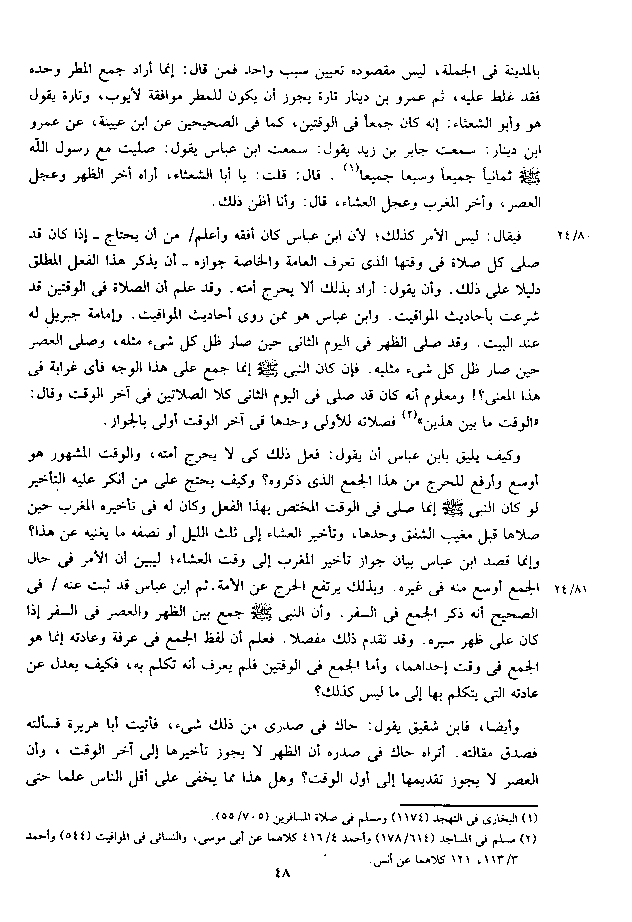 بالمدينة فى الجملة، ليس مقصوده تعيين سبب واحد فمن قال: إنما أراد جمع المطر وحده
فقد غلط عليه، ثم عمرو بن دينار تارة يجوز أن يكون للمطر موافقة لأيوب، وتارة يقول
هو وأبو الشعثاء: إنه كان جمعاً فى الوقتين، كما فى الصحيحين عن ابن عيينة، عن عمرو
ابن دينار: سمعت جابر بن زيد يقول: سمعت ابن عباس يقول: صليت مع رسول الله
ﷺ ثمانياً جميعاً وسبعا جميعاً(١) . قال: قلت: يا أبا الشعثاء، أراه أخر الظهر وعجل
العصر، وأخر المغرب وعجل العشاء، قال: وأنا أظن ذلك.
٢٤/٨٠ فيقال: ليس الأمر كذلك؛ لأن ابن عباس كان أفقه وأعلم/ من أن يحتاج ـ إذا كان قد
صلى كل صلاة فى وقتها الذى تعرف العامة والخاصة جوازه ـ أن يذكر هذا الفعل المطلق
دليلا على ذلك. وأن يقول: أراد بذلك ألا يحرج أمته. وقد علم أن الصلاة فى الوقتين قد
شرعت بأحاديث المواقيت. وابن عباس هو ممن روى أحاديث المواقيت. وإمامة جبريل له
عند البيت. وقد صلى الظهر فى اليوم الثانى حين صار ظل كل شىء مثله، وصلى العصر
حين صار ظل كل شىء مثليه. فإن كان النبى ﷺ إنما جمع على هذا الوجه فأى غرابة فى
هذا المعنى؟! ومعلوم أنه كان قد صلى فى اليوم الثانى كلا الصلاتين فى آخر الوقت وقال:
«الوقت ما بين هذين»(٢) فصلاته للأولى وحدها فى آخر الوقت أولى بالجواز.
وكيف يليق بابن عباس أن يقول: فعل ذلك كى لا يحرج أمته، والوقت المشهور هو
أوسع وأرفع للحرج من هذا الجمع الذى ذكروه؟ وكيف يحتج على من أنكر عليه التأخير
لو كان النبى ﷺ إنما صلى فى الوقت المختص بهذا الفعل وكان له فى تأخيره المغرب حين
صلاها قبل مغيب الشفق وحدها، وتأخير العشاء إلى ثلث الليل أو نصفه ما يغنيه عن هذا؟
وإنما قصد ابن عباس بيان جواز تأخير المغرب إلى وقت العشاء؛ ليبين أن الأمر فى حال
٢٤/٨١ الجمع أوسع منه فى غيره. وبذلك يرتفع الحرج عن الأمة. ثم ابن عباس قد ثبت عنه / فى
الصحيح أنه ذكر الجمع فى السفر. وأن النبى ﷺ جمع بين الظهر والعصر فى السفر إذا
كان على ظهر سيره. وقد تقدم ذلك مفصلا. فعلم أن لفظ الجمع فى عرفة وعادته إنما هو
الجمع فى وقت إحداهما، وأما الجمع فى الوقتين فلم يعرف أنه تكلم به، فكيف يعدل عن
عادته التى يتكلم بها إلى ما ليس كذلك؟
وأيضا، فابن شقيق يقول: حاك فى صدرى من ذلك شىء، فأتيت أبا هريرة فسألته
فصدق مقالته. أتراه حاك فى صدره أن الظهر لا يجوز تأخيرها إلى آخر الوقت ، وأن
العصر لا يجوز تقديمها إلى أول الوقت؟ وهل هذا مما يخفى على أقل الناس علما حتى
(١) البخارى فى التهجد (١١٧٤) ومسلم فى صلاة المسافرين (٥٥/٧٠٥).
(٢) مسلم فى المساجد (١٧٨/٦١٤) وأحمد ٤١٦/٤ كلاهما عن أبى موسى، والنسائى فى المواقيت (٥٤٤) وأحمد
١١٣/٣، ١٢١ كلاهما عن أنس.
٤٨